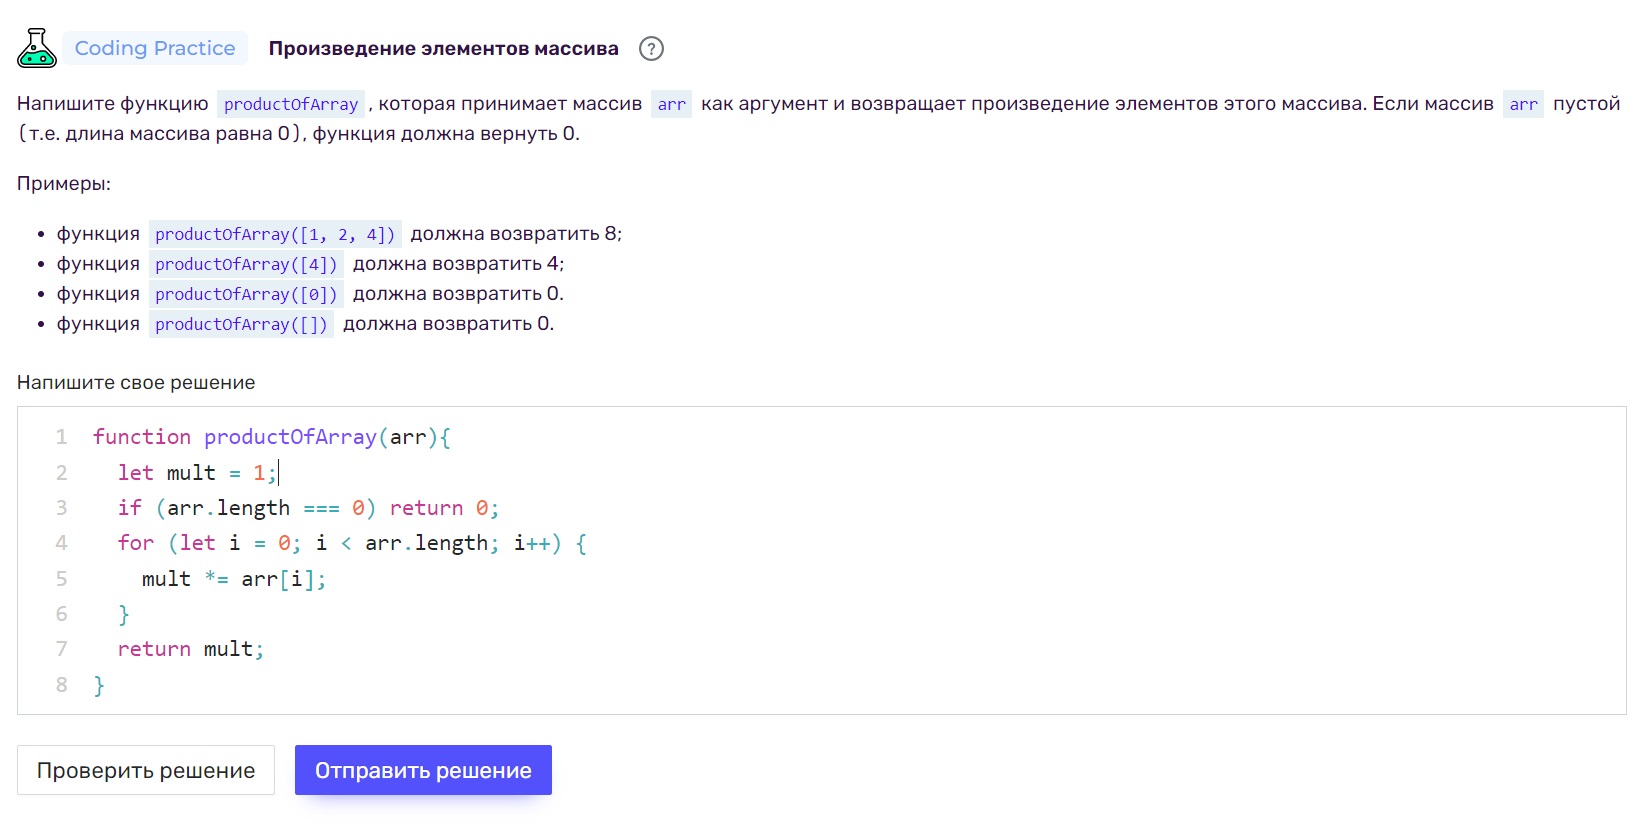 Coding Practice Произведение элементов массива ?
Напишите функцию productOfArray , которая принимает массив arr как аргумент и возвращает произведение элементов этого массива. Если массив arr пустой
(т.е. длина массива равна 0), функция должна вернуть 0.
Примеры:
• функция productOfArray([1, 2, 4]) должна возвратить 8;
• функция productOfArray([4]) должна возвратить 4;
• функция productOfArray([0]) должна возвратить 0.
• функция productOfArray([]) должна возвратить 0.
Напишите свое решение
1 function productOfArray(arr){
2 let mult = 1;
3 if (arr.length === 0) return 0;
4 for (let i = 0; i < arr.length; i++) {
5 mult *= arr[i];
6 }
7 return mult;
8 }
Проверить решение Отправить решение